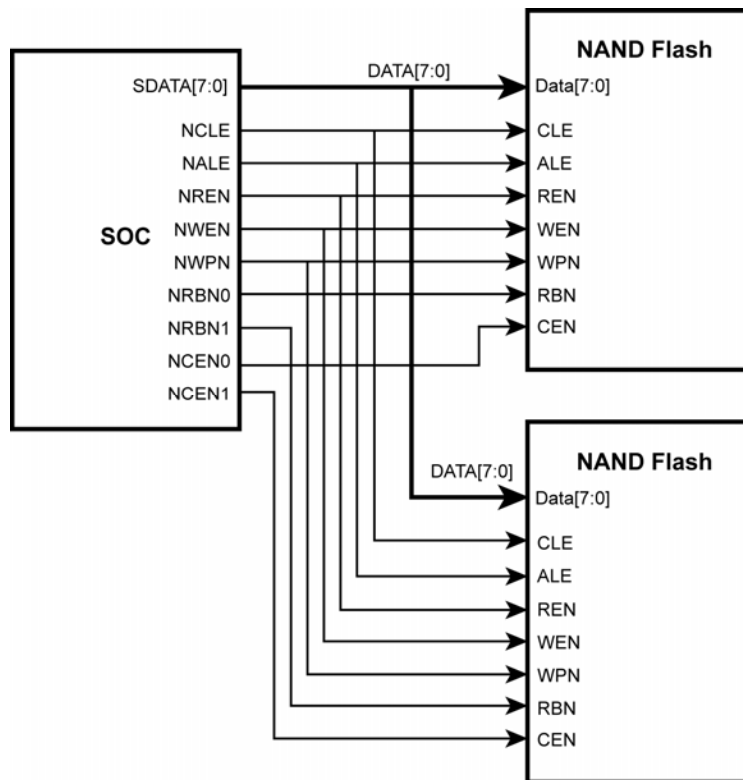 SOC
SDATA[7:0]
NCLE
NALE
NREN
NWEN
NWPN
NRBN0
NRBN1
NCEN0
NCEN1
DATA[7:0]
NAND Flash
Data[7:0]
CLE
ALE
REN
WEN
WPN
RBN
CEN
DATA[7:0]
NAND Flash
Data[7:0]
CLE
ALE
REN
WEN
WPN
RBN
CEN